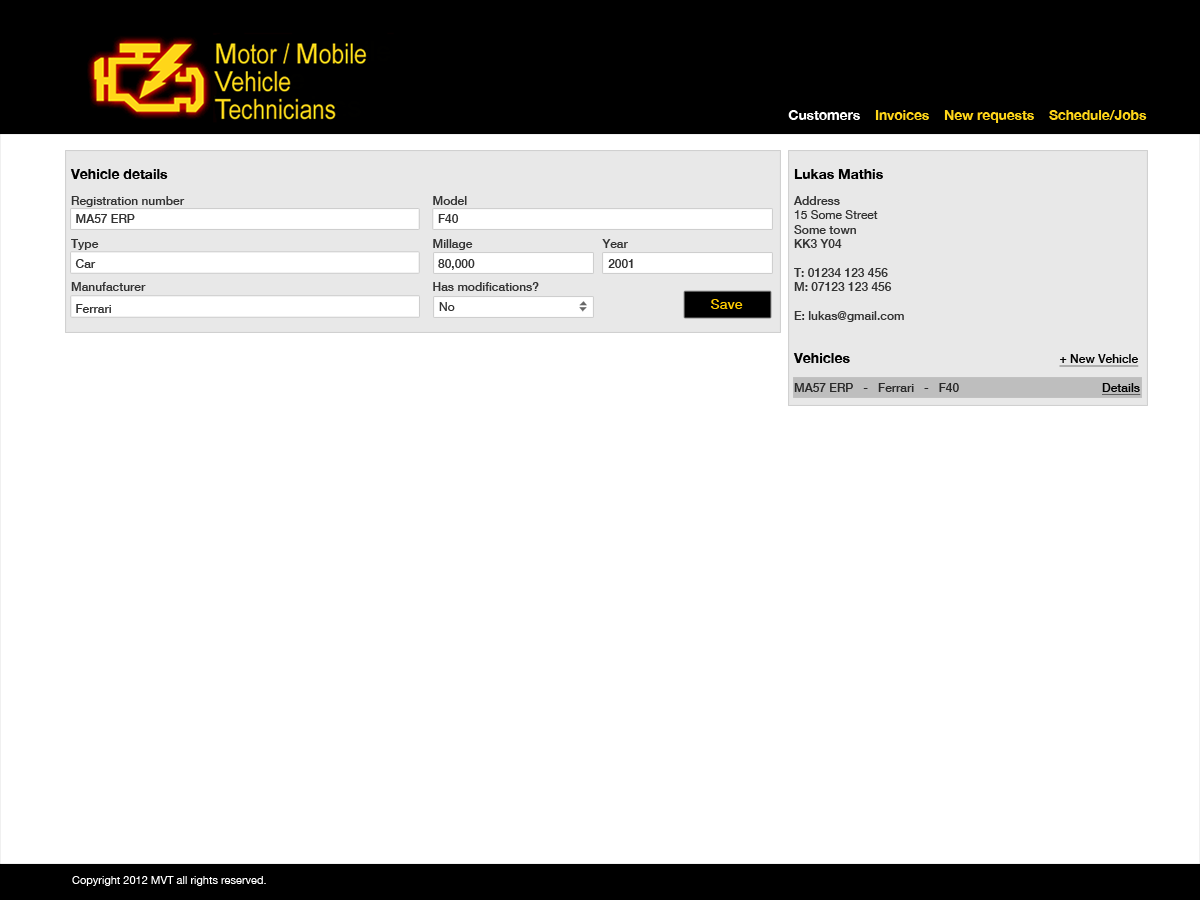 Motor / Mobile
Vehicle
Technicians
Customers Invoices New requests Schedule/Jobs
Vehicle details
Registration number Model
MA57 ERP F40
Type Millage Year
Car 80,000 2001
Manufacturer Has modifications?
Ferrari No Save
Lukas Mathis
Address
15 Some Street
Some town
KK3 Y04
T: 01234 123 456
M: 07123 123 456
E: lukas@gmail.com
Vehicles + New Vehicle
MA57 ERP - Ferrari - F40 Details
Copyright 2012 MVT all rights reserved.